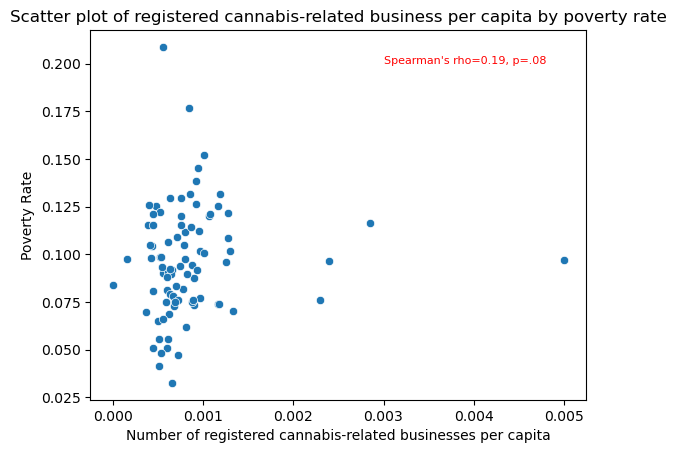 Scatter plot of registered cannabis-related business per capita by poverty rate
Spearman's rho=0.19, p=.08
0.200
0.175
0.150
0.125
0.100
0.075
0.050
0.025
Poverty Rate
0.000 0.001 0.002 0.003 0.004 0.005
Number of registered cannabis-related businesses per capita